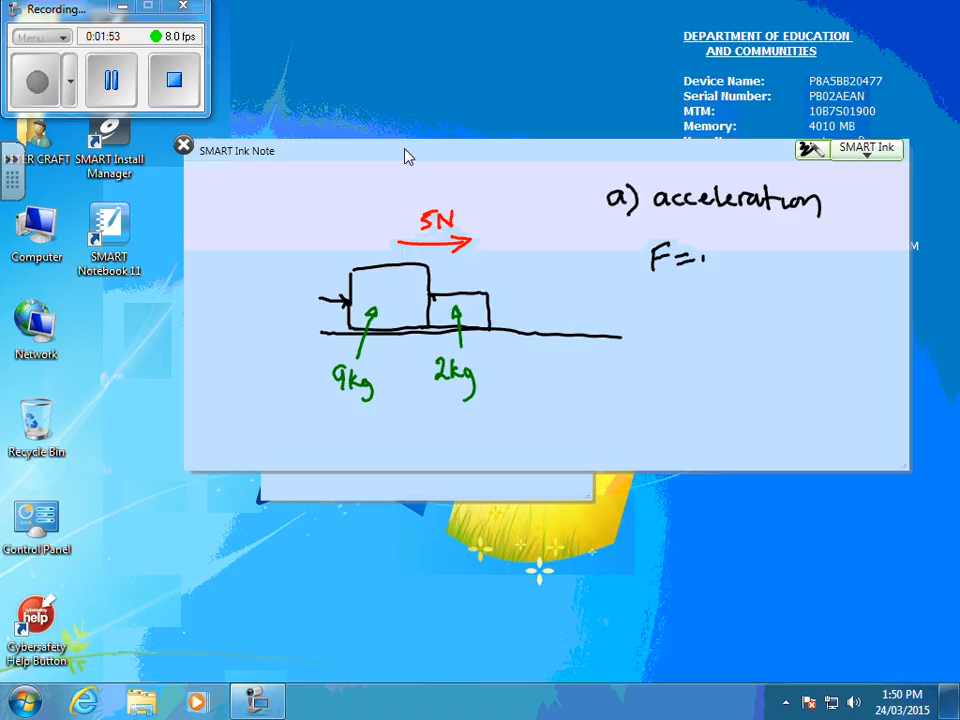 Recording...
Menu
0:01:53
8.0 fps
DEPARTMENT OF EDUCATION
AND COMMUNITIES
Device Name: P8A5BB20477
Serial Number: PB02AEAN
MTM: 10B7S01900
Memory: 4010 MB
TER CRAFT
SMART Install
Manager
SMART Ink Note
SMART Ink
a) acceleration
5N
F=
9kg
2kg
Computer
SMART
Notebook 11
Network
Recycle Bin
Control Panel
help
Cybersafety
Help Button
1:50 PM
24/03/2015